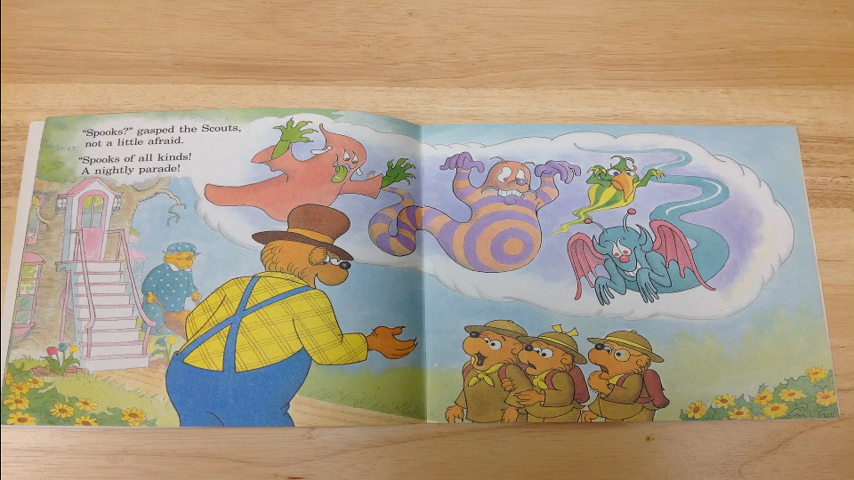 "Spooks?" gasped the Scouts,
not a little afraid.
"Spooks of all kinds!
A nightly parade!